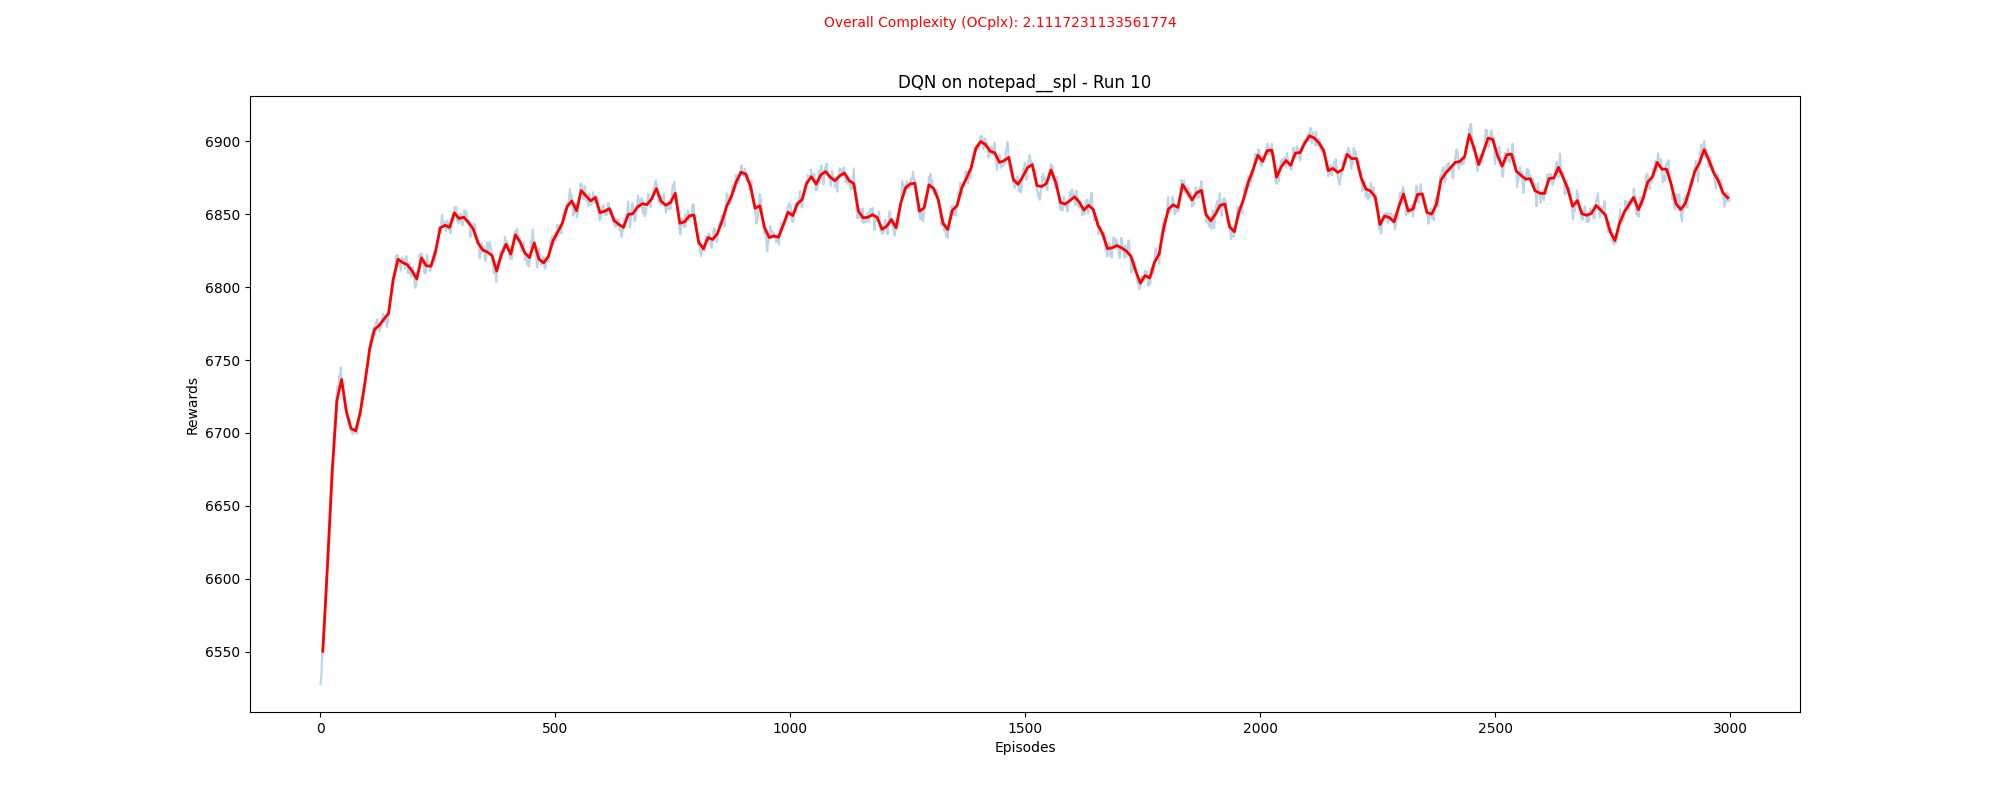 Overall Complexity (OCplx): 2.1117231133561774
DQN on notepad__spl - Run 10
Rewards
6900
6850
6800
6750
6700
6650
6600
6550
0 500 1000 1500 2000 2500 3000
Episodes